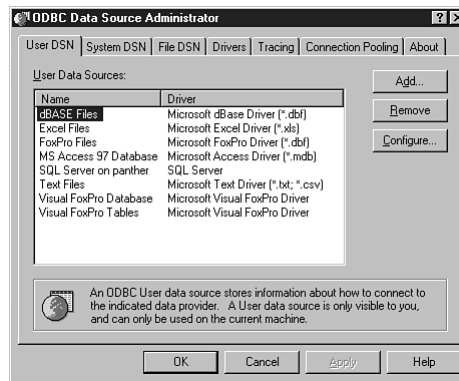 ODBC Data Source Administrator
User DSN System DSN File DSN Drivers Tracing Connection Pooling About
User Data Sources:
Add...
Name Driver
dBASE Files Microsoft dBase Driver (*.dbf)
Remove
Excel Files Microsoft Excel Driver (*.xls)
FoxPro Files Microsoft FoxPro Driver (*.dbf)
Configure...
MS Access 97 Database Microsoft Access Driver (*.mdb)
SQL Server on panther SQL Server
Text Files Microsoft Text Driver (*.txt; *.csv)
Visual FoxPro Database Microsoft Visual FoxPro Driver
Visual FoxPro Tables Microsoft Visual FoxPro Driver
An ODBC User data source stores information about how to connect to
the indicated data provider. A User data source is only visible to you,
and can only be used on the current machine.
OK Cancel Apply Help